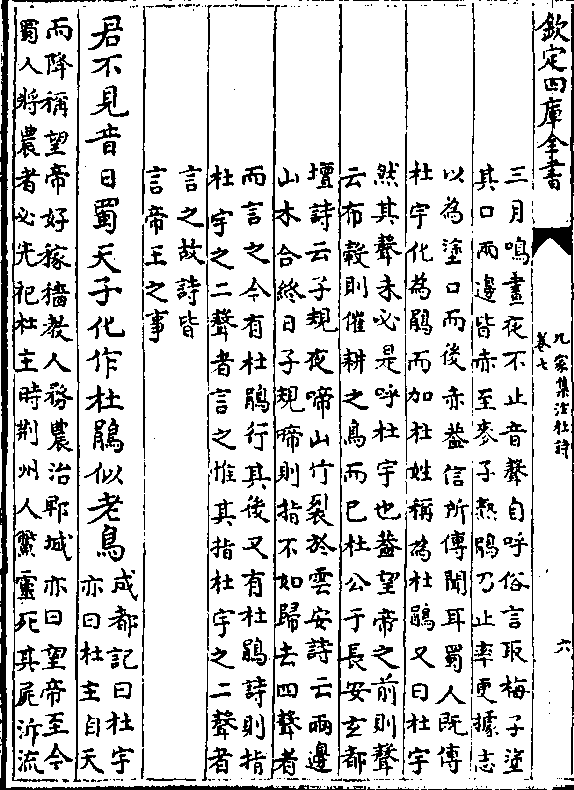 欽定四庫全書
九家集注杜詩
卷七
六
三月鳴晝夜不止音聲自呼俗言取梅子塗
其口兩邊皆赤至麥子熟鴂乃止率更據志
以為塗口而後赤葢信所傳聞耳蜀人既傳
杜宇化為鵑而加杜姓稱為杜鵑又曰杜宇
然其聲未必是呼杜宇也葢望帝之前則聲
云布穀則催耕之鳥而已杜公于長安玄都
壇詩云子規夜啼山竹裂於雲安詩云兩邊
山木合終日子規啼則指不如歸去四聲者
而言之今有杜鵑行其後又有杜鵑詩則指
杜宇之二聲者言之惟其指杜宇之二聲者
言之故詩皆
言帝王之事
君不見昔日蜀天子化作杜鵑似老烏
成都記曰杜宇
亦曰杜主自天
而降稱望帝好稼穡教人務農治郫城亦曰望帝至今
蜀人將農者必先祀杜主時荆州人鱉靈死其屍泝流